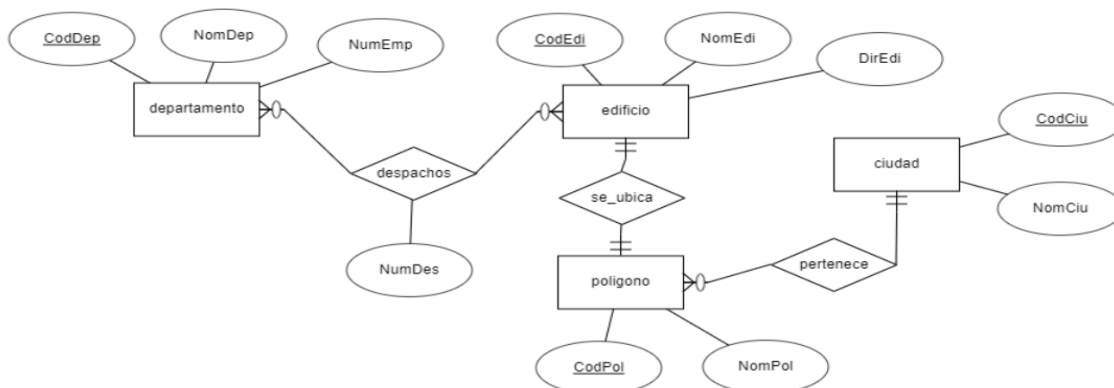 CodDep
NomDep
NumEmp
departamento
CodEdi
NomEdi
DirEdi
edificio
despachos
NumDes
se_ubica
CodCiu
ciudad
NomCiu
pertenece
poligono
CodPol
NomPol